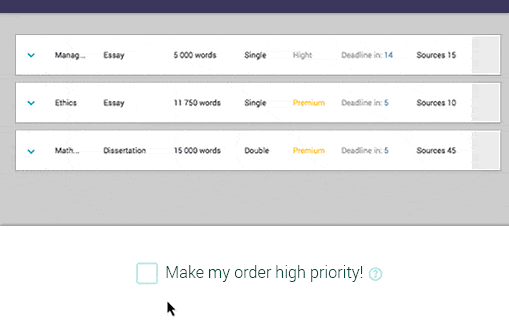 Manag... Essay 5 000 words Single Hight Deadline in: 14 Sources 15
Ethics Essay 11 750 words Single Premium Deadline in: 5 Sources 10
Math... Dissertation 15 000 words Double Premium Deadline in: 5 Sources 45
Make my order high priority! ?